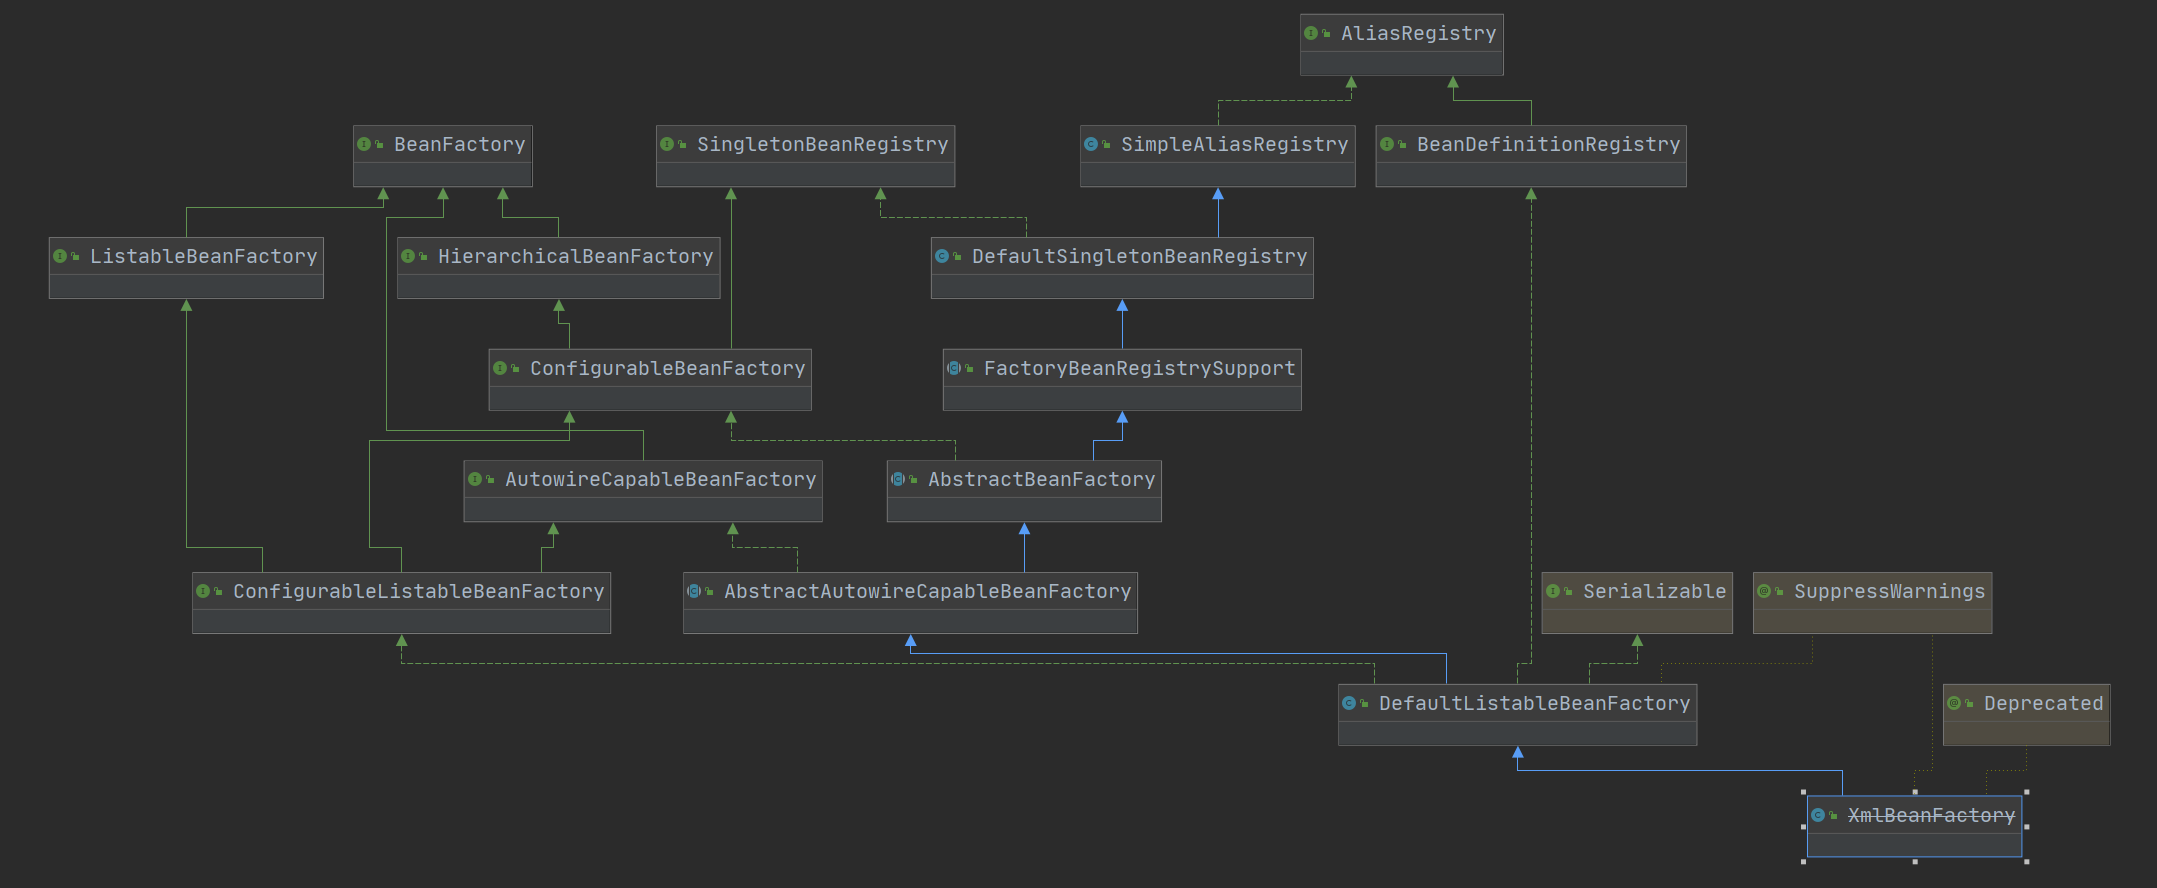 AliasRegistry
BeanFactory
SingletonBeanRegistry
SimpleAliasRegistry
BeanDefinitionRegistry
ListableBeanFactory
HierarchicalBeanFactory
DefaultSingletonBeanRegistry
ConfigurableBeanFactory
FactoryBeanRegistrySupport
AutowireCapableBeanFactory
AbstractBeanFactory
ConfigurableListableBeanFactory
AbstractAutowireCapableBeanFactory
Serializable
SuppressWarnings
DefaultListableBeanFactory
Deprecated
XmlBeanFactory